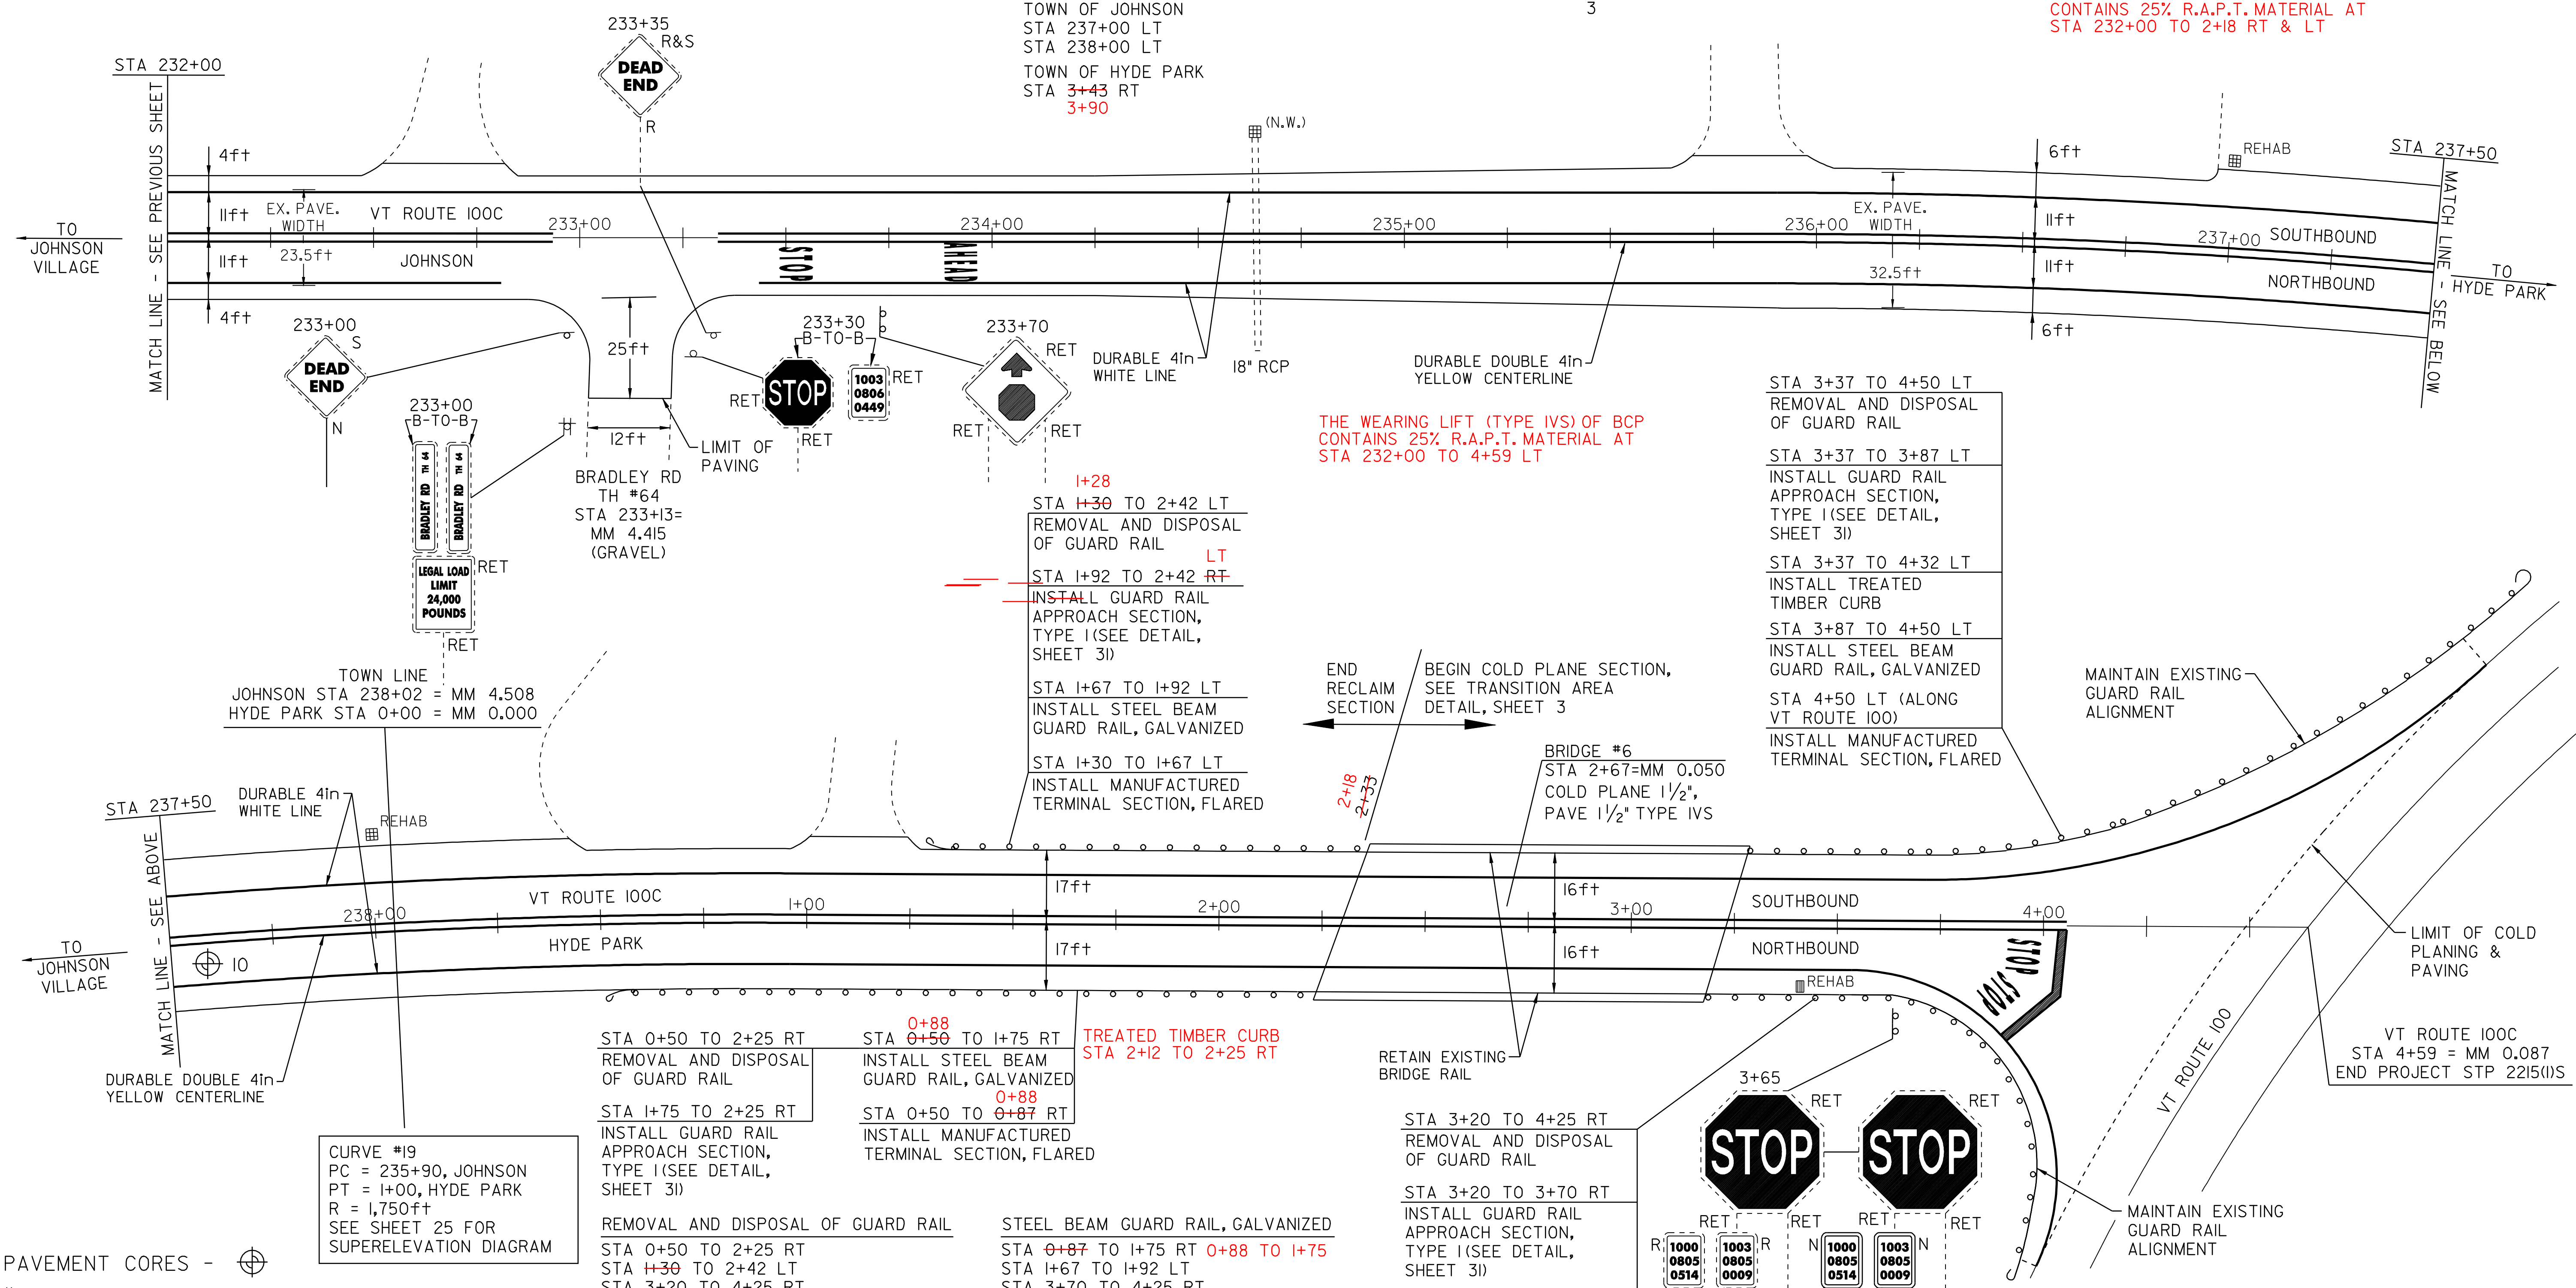 TOWN OF JOHNSON
STA 237+00 LT
STA 238+00 LT
TOWN OF HYDE PARK
STA 3+43 RT
3+90
3
CONTAINS 25% R.A.P.T. MATERIAL AT
STA 232+00 TO 2+18 RT & LT
233+35
R&S
DEAD
END
R
STA 232+00
MATCH LINE - SEE PREVIOUS SHEET
TO
JOHNSON
VILLAGE
4ft
11ft
11ft
4ft
EX. PAVE.
WIDTH
23.5ft
VT ROUTE 100C
JOHNSON
233+00
234+00
235+00
236+00
237+00
STOP
AHEAD
(N.W.)
18" RCP
EX. PAVE.
WIDTH
32.5ft
6ft
11ft
11ft
6ft
REHAB
STA 237+50
SOUTHBOUND
NORTHBOUND
MATCH LINE - SEE BELOW
TO
HYDE PARK
233+00
S
DEAD
END
N
233+00
B-TO-B
BRADLEY RD TH 64
BRADLEY RD TH 64
RET
LEGAL LOAD
LIMIT
24,000
POUNDS
RET
25ft
12ft
LIMIT OF
PAVING
BRADLEY RD
TH #64
STA 233+13=
MM 4.415
(GRAVEL)
233+30
B-TO-B
RET
STOP
RET
1003
0806
0449
RET
233+70
RET
RET
RET
DURABLE 4in
WHITE LINE
DURABLE DOUBLE 4in
YELLOW CENTERLINE
THE WEARING LIFT (TYPE IVS) OF BCP
CONTAINS 25% R.A.P.T. MATERIAL AT
STA 232+00 TO 4+59 LT
1+28
STA 1+30 TO 2+42 LT
REMOVAL AND DISPOSAL
OF GUARD RAIL
LT
STA 1+92 TO 2+42 RT
INSTALL GUARD RAIL
APPROACH SECTION,
TYPE I (SEE DETAIL,
SHEET 31)
STA 1+67 TO 1+92 LT
INSTALL STEEL BEAM
GUARD RAIL, GALVANIZED
STA 1+30 TO 1+67 LT
INSTALL MANUFACTURED
TERMINAL SECTION, FLARED
STA 3+37 TO 4+50 LT
REMOVAL AND DISPOSAL
OF GUARD RAIL
STA 3+37 TO 3+87 LT
INSTALL GUARD RAIL
APPROACH SECTION,
TYPE I (SEE DETAIL,
SHEET 31)
STA 3+37 TO 4+32 LT
INSTALL TREATED
TIMBER CURB
STA 3+87 TO 4+50 LT
INSTALL STEEL BEAM
GUARD RAIL, GALVANIZED
STA 4+50 LT (ALONG
VT ROUTE 100)
INSTALL MANUFACTURED
TERMINAL SECTION, FLARED
MAINTAIN EXISTING
GUARD RAIL
ALIGNMENT
END
RECLAIM
SECTION
BEGIN COLD PLANE SECTION,
SEE TRANSITION AREA
DETAIL, SHEET 3
2+18
2+33
BRIDGE #6
STA 2+67=MM 0.050
COLD PLANE 1 1/2",
PAVE 1 1/2" TYPE IVS
TOWN LINE
JOHNSON STA 238+02 = MM 4.508
HYDE PARK STA 0+00 = MM 0.000
STA 237+50
DURABLE 4in
WHITE LINE
REHAB
MATCH LINE - SEE ABOVE
TO
JOHNSON
VILLAGE
10
238+00
VT ROUTE 100C
HYDE PARK
1+00
2+00
3+00
4+00
17ft
17ft
16ft
16ft
SOUTHBOUND
NORTHBOUND
REHAB
STOP
STOP
LIMIT OF COLD
PLANING &
PAVING
VT ROUTE 100
VT ROUTE 100C
STA 4+59 = MM 0.087
END PROJECT STP 2215(1)S
DURABLE DOUBLE 4in
YELLOW CENTERLINE
CURVE #19
PC = 235+90, JOHNSON
PT = 1+00, HYDE PARK
R = 1,750ft
SEE SHEET 25 FOR
SUPERELEVATION DIAGRAM
PAVEMENT CORES -
STA 0+50 TO 2+25 RT
REMOVAL AND DISPOSAL
OF GUARD RAIL
STA 1+75 TO 2+25 RT
INSTALL GUARD RAIL
APPROACH SECTION,
TYPE I (SEE DETAIL,
SHEET 31)
0+88
STA 0+50 TO 1+75 RT
INSTALL STEEL BEAM
GUARD RAIL, GALVANIZED
0+88
STA 0+50 TO 0+87 RT
INSTALL MANUFACTURED
TERMINAL SECTION, FLARED
TREATED TIMBER CURB
STA 2+12 TO 2+25 RT
REMOVAL AND DISPOSAL OF GUARD RAIL
STA 0+50 TO 2+25 RT
STA 1+30 TO 2+42 LT
STA 3+20 TO 4+25 RT
STEEL BEAM GUARD RAIL, GALVANIZED
STA 0+87 TO 1+75 RT 0+88 TO 1+75
STA 1+67 TO 1+92 LT
STA 3+70 TO 4+25 RT
RETAIN EXISTING
BRIDGE RAIL
STA 3+20 TO 4+25 RT
REMOVAL AND DISPOSAL
OF GUARD RAIL
STA 3+20 TO 3+70 RT
INSTALL GUARD RAIL
APPROACH SECTION,
TYPE I (SEE DETAIL,
SHEET 31)
3+65
RET
RET
STOP
STOP
RET
RET
RET
RET
R
1000
0805
0514
1003
0805
0009
R
N
1000
0805
0514
1003
0805
0009
N
MAINTAIN EXISTING
GUARD RAIL
ALIGNMENT